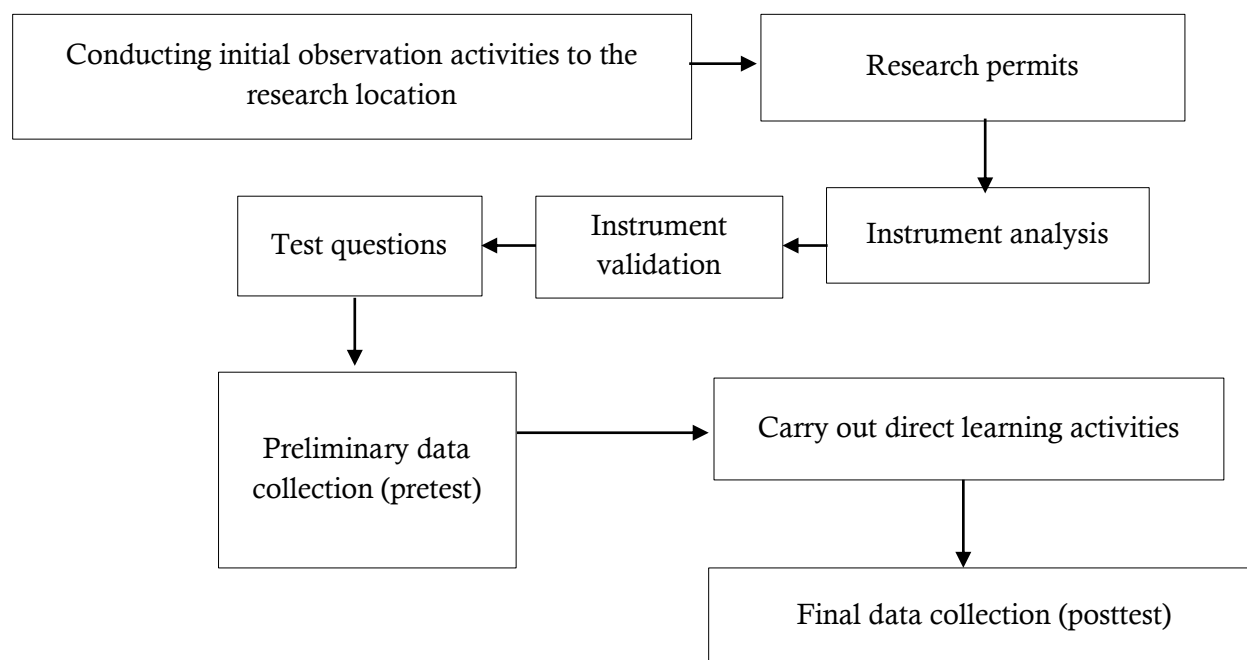 Conducting initial observation activities to the
research location
Research permits
Instrument analysis
Instrument
validation
Test questions
Preliminary data
collection (pretest)
Carry out direct learning activities
Final data collection (posttest)